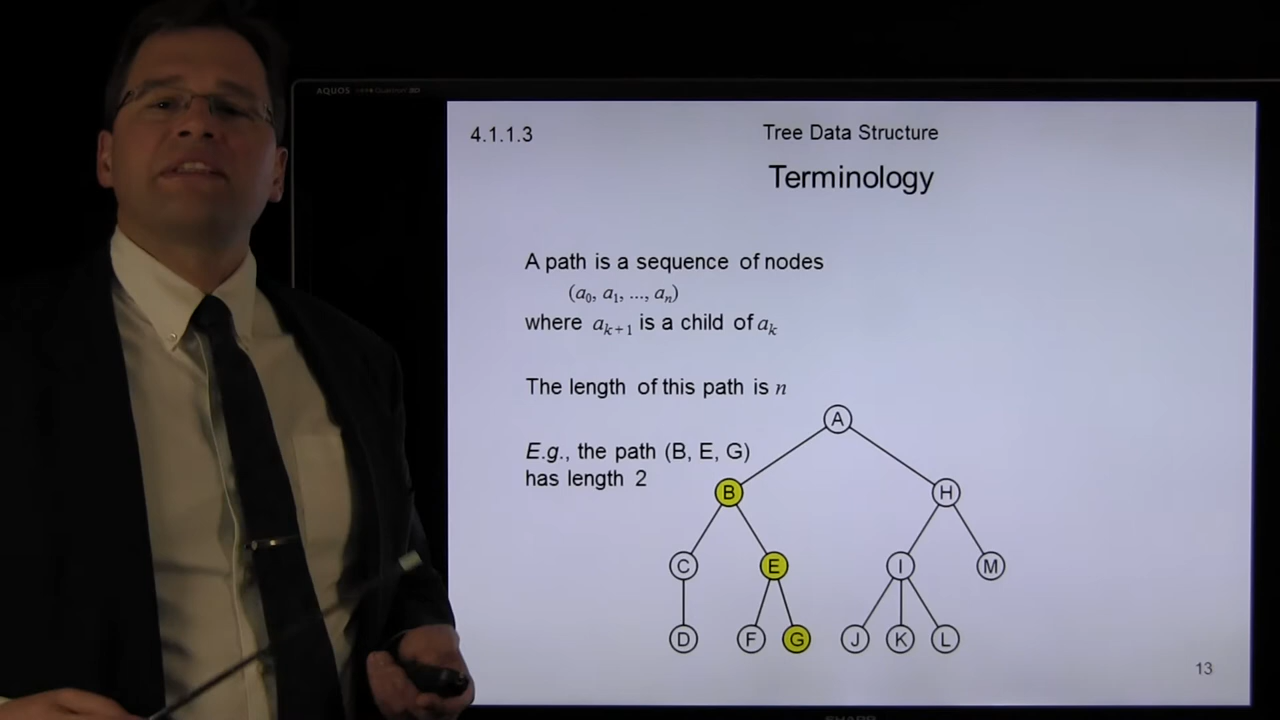 AQUOS
4.1.1.3
Tree Data Structure
Terminology
A path is a sequence of nodes
(a₀, a₁, ..., aₙ)
where aₖ₊₁ is a child of aₖ
The length of this path is n
E.g., the path (B, E, G)
has length 2
A
B
H
C
E
I
M
D
F
G
J
K
L
13